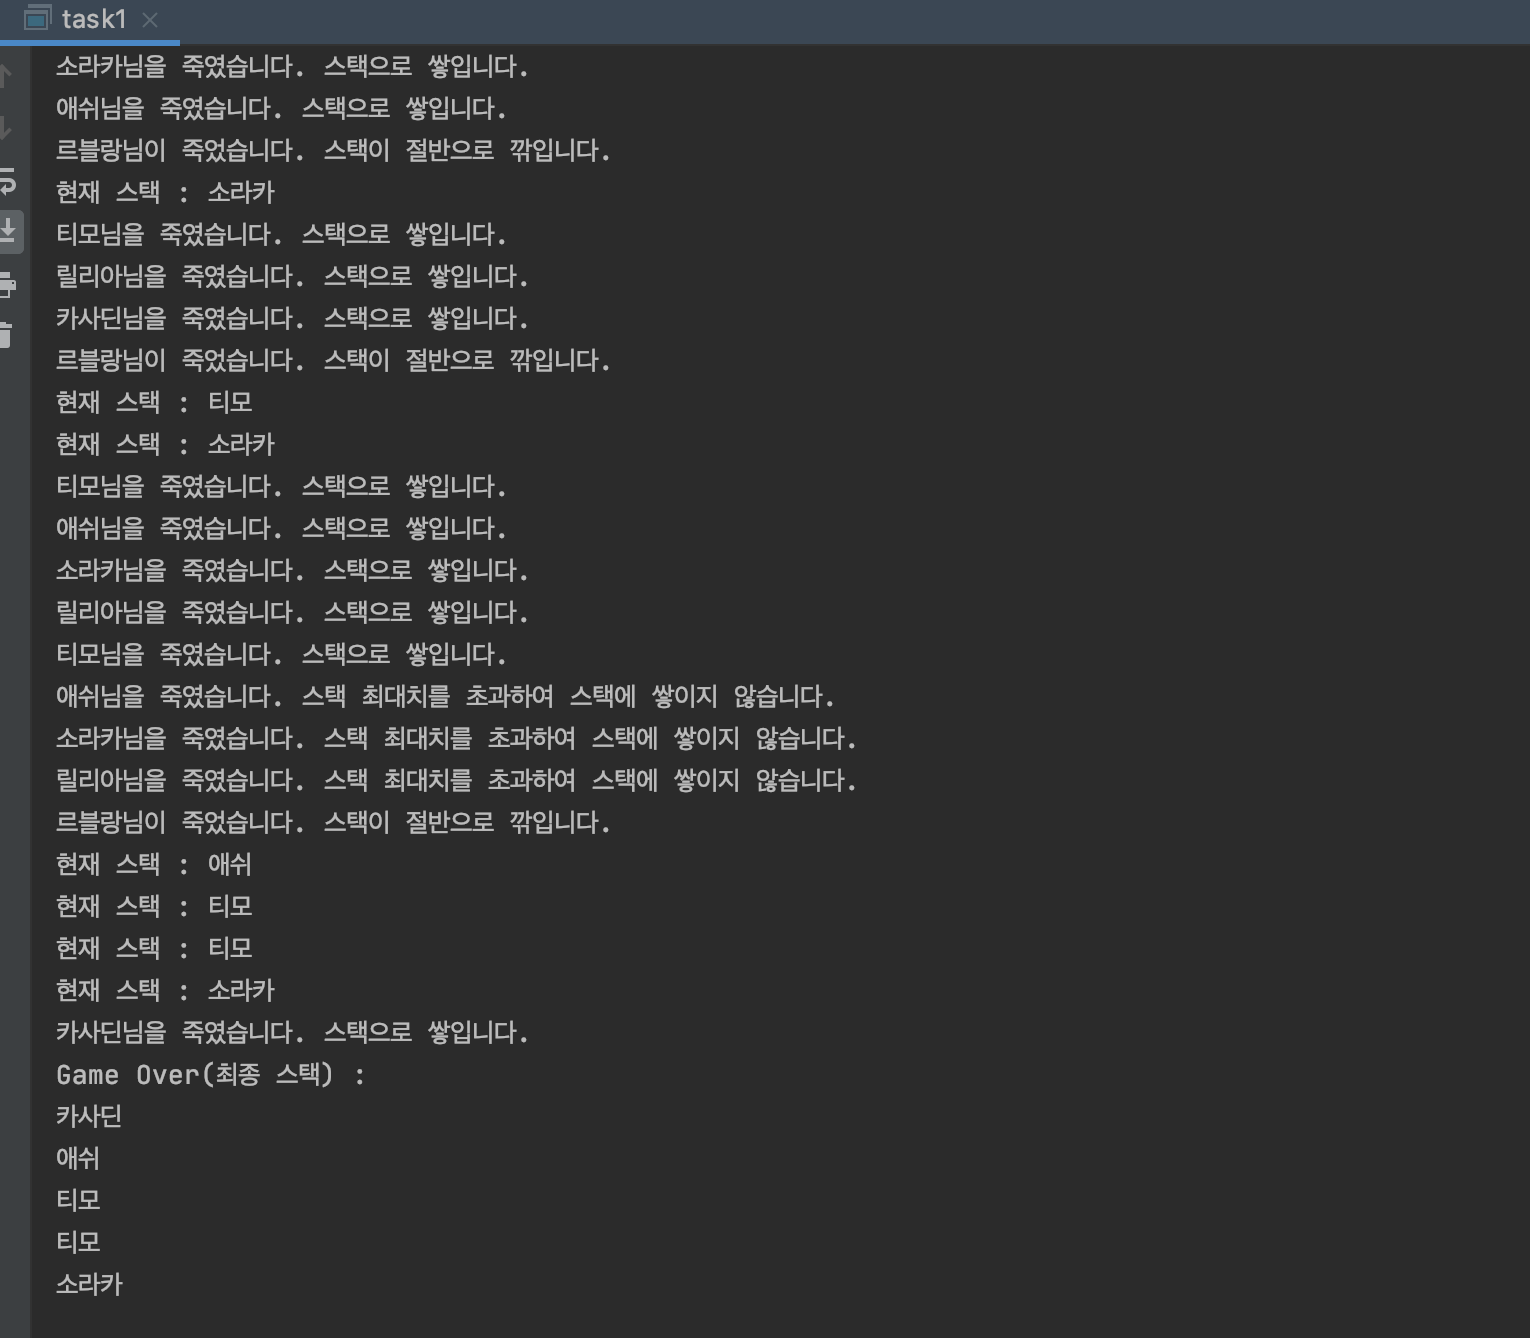 task1
소라카님을 죽였습니다. 스택으로 쌓입니다.
애쉬님을 죽였습니다. 스택으로 쌓입니다.
르블랑님이 죽었습니다. 스택이 절반으로 깎입니다.
현재 스택 : 소라카
티모님을 죽였습니다. 스택으로 쌓입니다.
릴리아님을 죽였습니다. 스택으로 쌓입니다.
카사딘님을 죽였습니다. 스택으로 쌓입니다.
르블랑님이 죽었습니다. 스택이 절반으로 깎입니다.
현재 스택 : 티모
현재 스택 : 소라카
티모님을 죽였습니다. 스택으로 쌓입니다.
애쉬님을 죽였습니다. 스택으로 쌓입니다.
소라카님을 죽였습니다. 스택으로 쌓입니다.
릴리아님을 죽였습니다. 스택으로 쌓입니다.
티모님을 죽였습니다. 스택으로 쌓입니다.
애쉬님을 죽였습니다. 스택 최대치를 초과하여 스택에 쌓이지 않습니다.
소라카님을 죽였습니다. 스택 최대치를 초과하여 스택에 쌓이지 않습니다.
릴리아님을 죽였습니다. 스택 최대치를 초과하여 스택에 쌓이지 않습니다.
르블랑님이 죽었습니다. 스택이 절반으로 깎입니다.
현재 스택 : 애쉬
현재 스택 : 티모
현재 스택 : 티모
현재 스택 : 소라카
카사딘님을 죽였습니다. 스택으로 쌓입니다.
Game Over(최종 스택) :
카사딘
애쉬
티모
티모
소라카